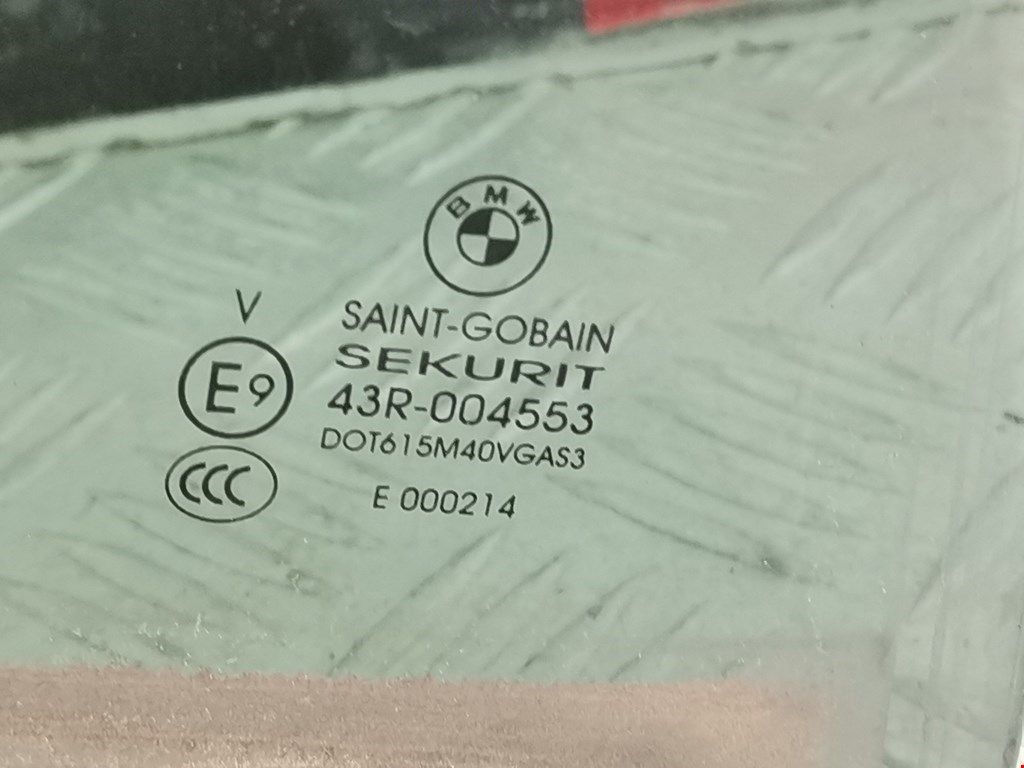 BMW
SAINT-GOBAIN
SEKURIT
V
E9
43R-004553
DOT615M40VGAS3
CCC
E 000214